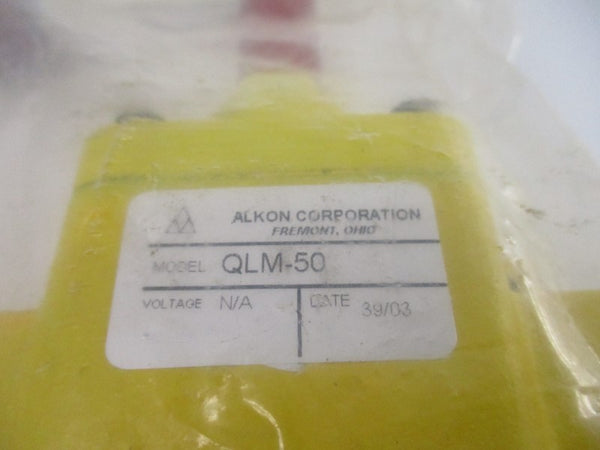 ALKON CORPORATION
FREMONT, OHIO
MODEL QLM-50
VOLTAGE N/A DATE 39/03